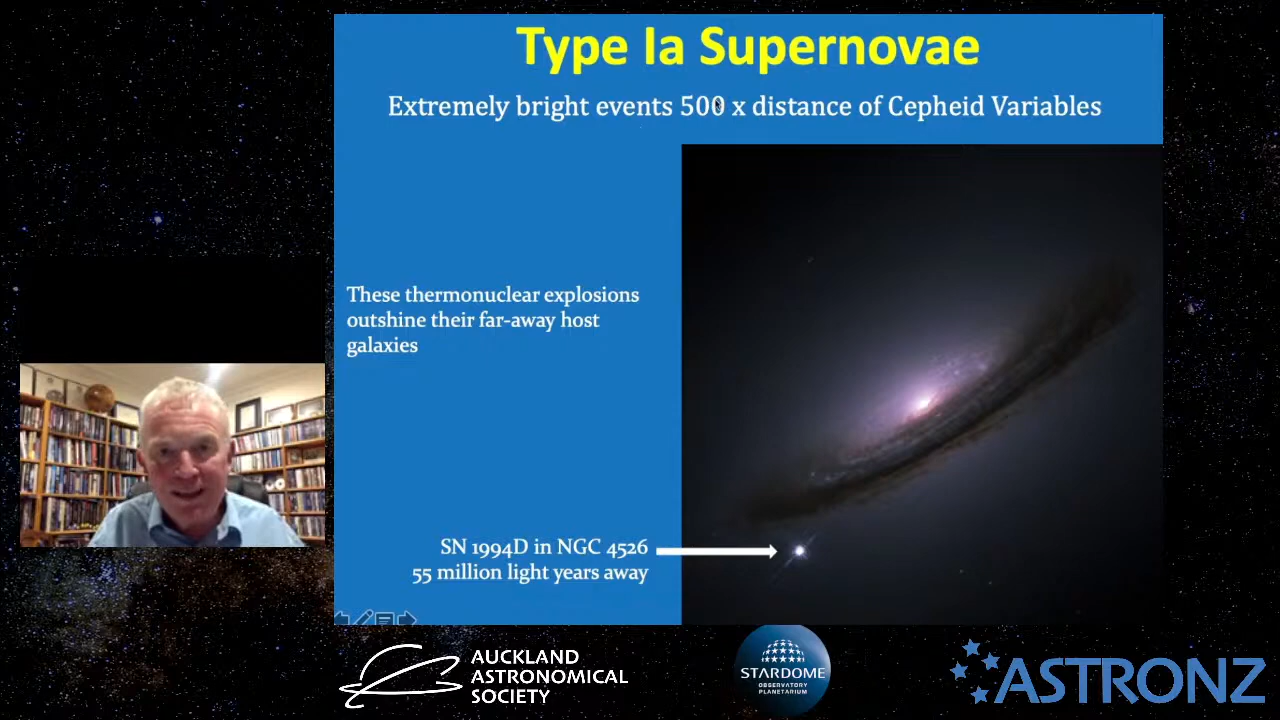 Type Ia Supernovae
Extremely bright events 500 x distance of Cepheid Variables
These thermonuclear explosions
outshine their far-away host
galaxies
SN 1994D in NGC 4526
55 million light years away
AUCKLAND
ASTRONOMICAL
SOCIETY
STARDOME
OBSERVATORY
PLANETARIUM
ASTRONZ